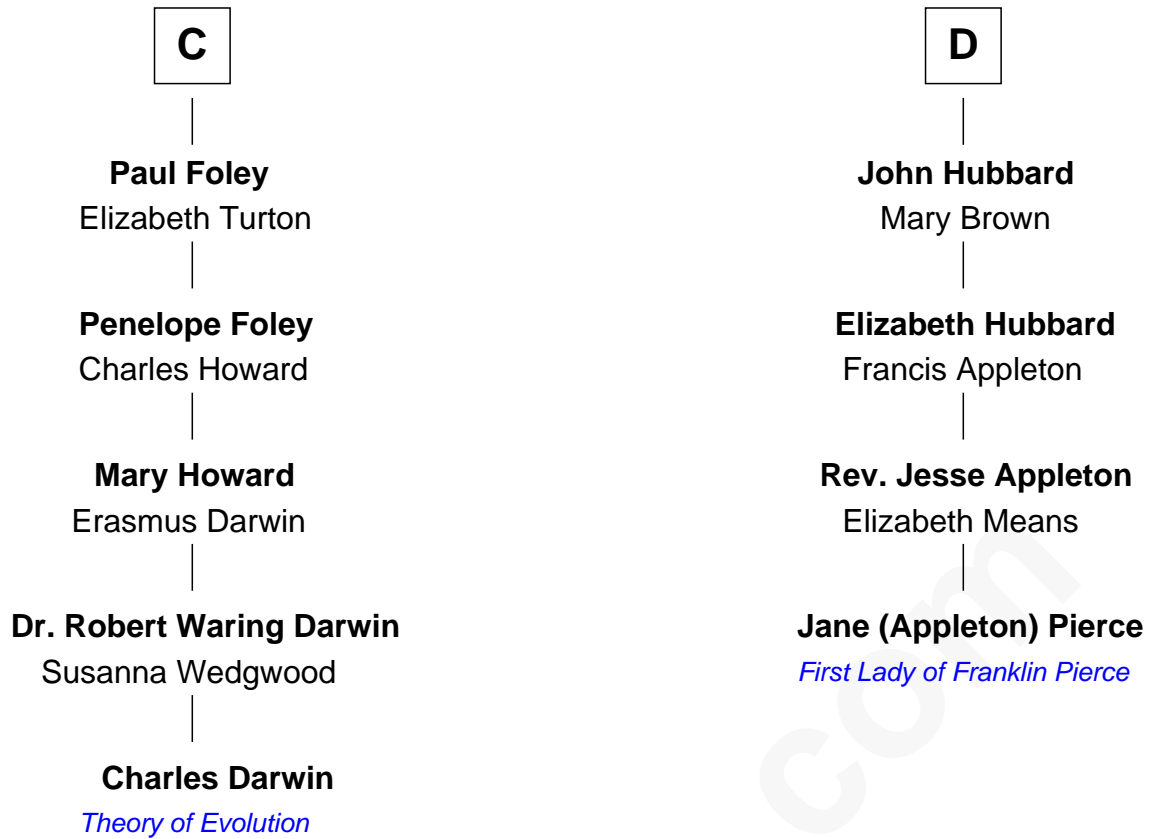 C
Paul Foley
Elizabeth Turton
Penelope Foley
Charles Howard
Mary Howard
Erasmus Darwin
Dr. Robert Waring Darwin
Susanna Wedgwood
Charles Darwin
Theory of Evolution
D
John Hubbard
Mary Brown
Elizabeth Hubbard
Francis Appleton
Rev. Jesse Appleton
Elizabeth Means
Jane (Appleton) Pierce
First Lady of Franklin Pierce
com